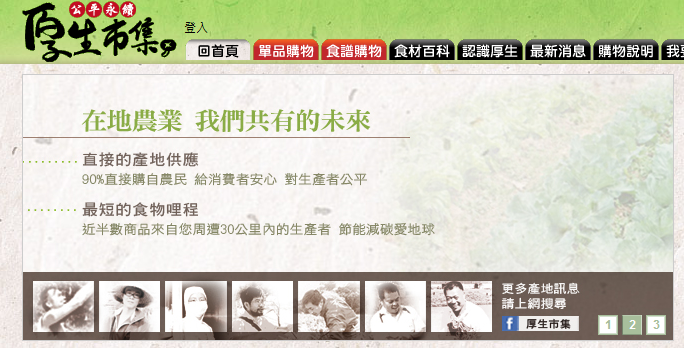 公平永續
厚生市集
登入
回首頁 單品購物 食譜購物 食材百科 認識厚生 最新消息 購物說明 我要
在地農業 我們共有的未來
直接的產地供應
90%直接購自農民 給消費者安心 對生產者公平
最短的食物哩程
近半數商品來自您周遭30公里內的生產者 節能減碳愛地球
更多產地訊息
請上網搜尋
f 厚生市集
1 2 3